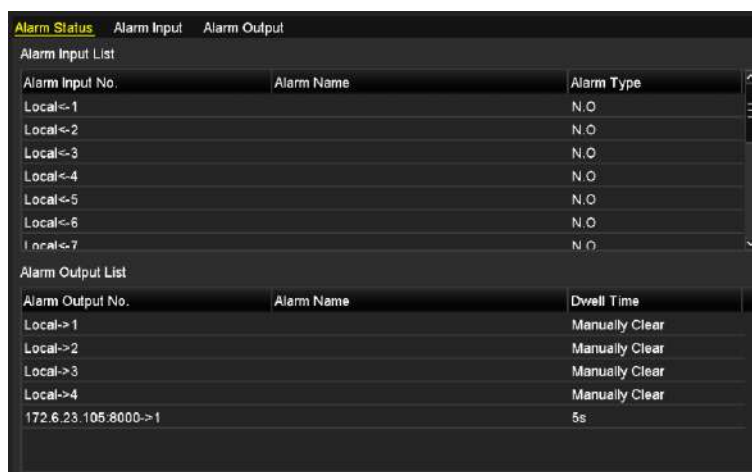 Alarm Status Alarm Input Alarm Output
Alarm Input List
Alarm Input No. Alarm Name Alarm Type
Local<-1 N.O
Local<-2 N.O
Local<-3 N.O
Local<-4 N.O
Local<-5 N.O
Local<-6 N.O
Local<-7 N.O
Alarm Output List
Alarm Output No. Alarm Name Dwell Time
Local->1 Manually Clear
Local->2 Manually Clear
Local->3 Manually Clear
Local->4 Manually Clear
172.6.23.105:8000->1 5s